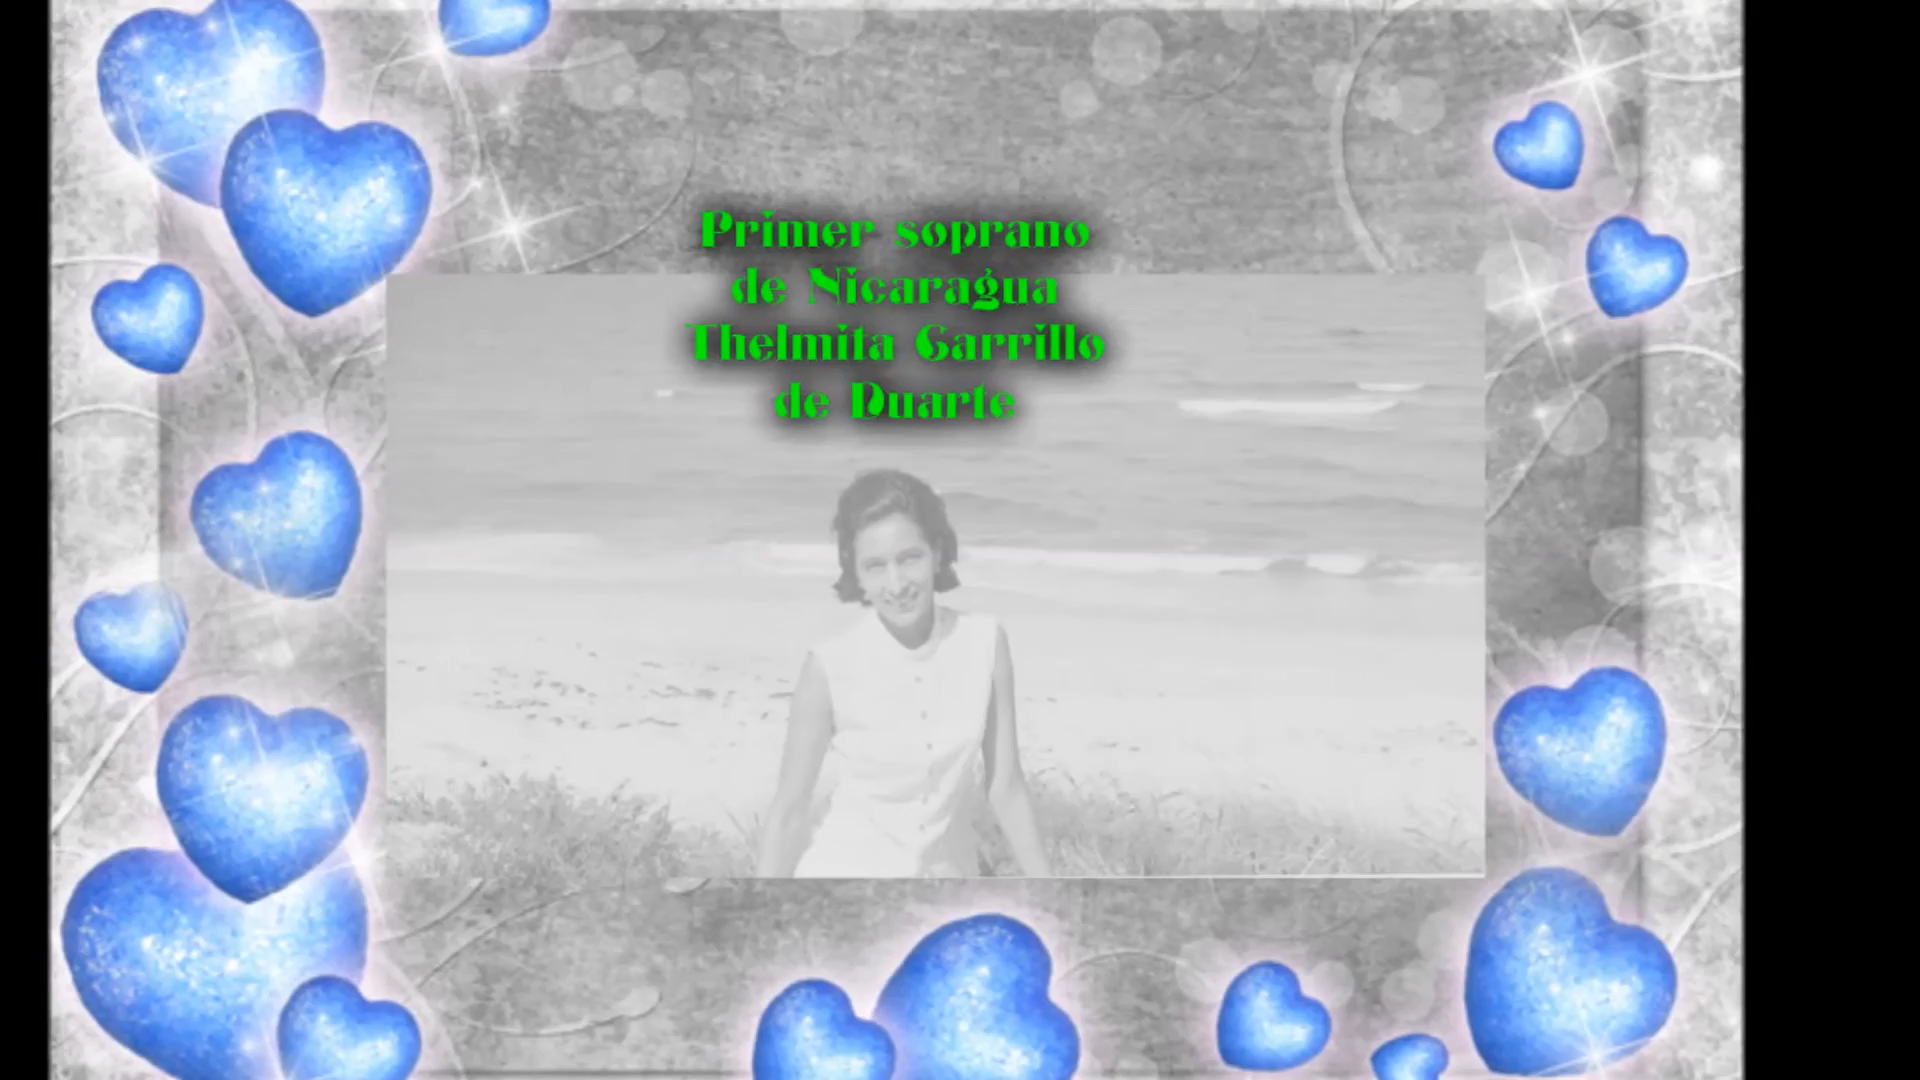 Primer soprano
de Nicaragua
Thelmita Carrillo
de Duarte